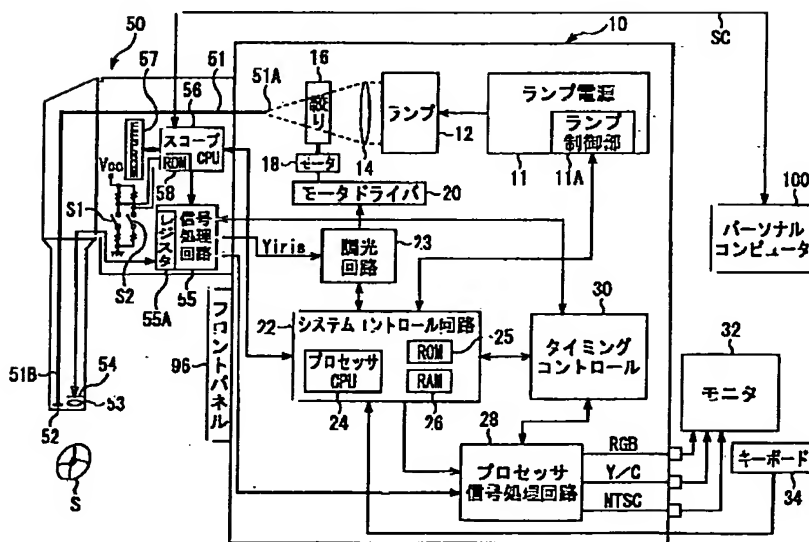 50
57
56
51
51A
16
絞り
ランプ
12
14
10
SC
ランプ電源
ランプ
制御部
11
11A
スコープ
CPU
ROM
58
Vcc
S1
S2
18
モータ
モータドライバ
20
100
パーソナル
コンピュータ
レジスタ
信号
処理
回路
55A
55
Yiris
調光
回路
23
22
システムコントロール回路
25
ROM
プロセッサ
CPU
24
RAM
26
30
タイミング
コントロール
32
モニタ
96
フロントパネル
51B
54
53
52
S
28
プロセッサ
信号処理回路
RGB
Y/C
NTSC
キーボード
34